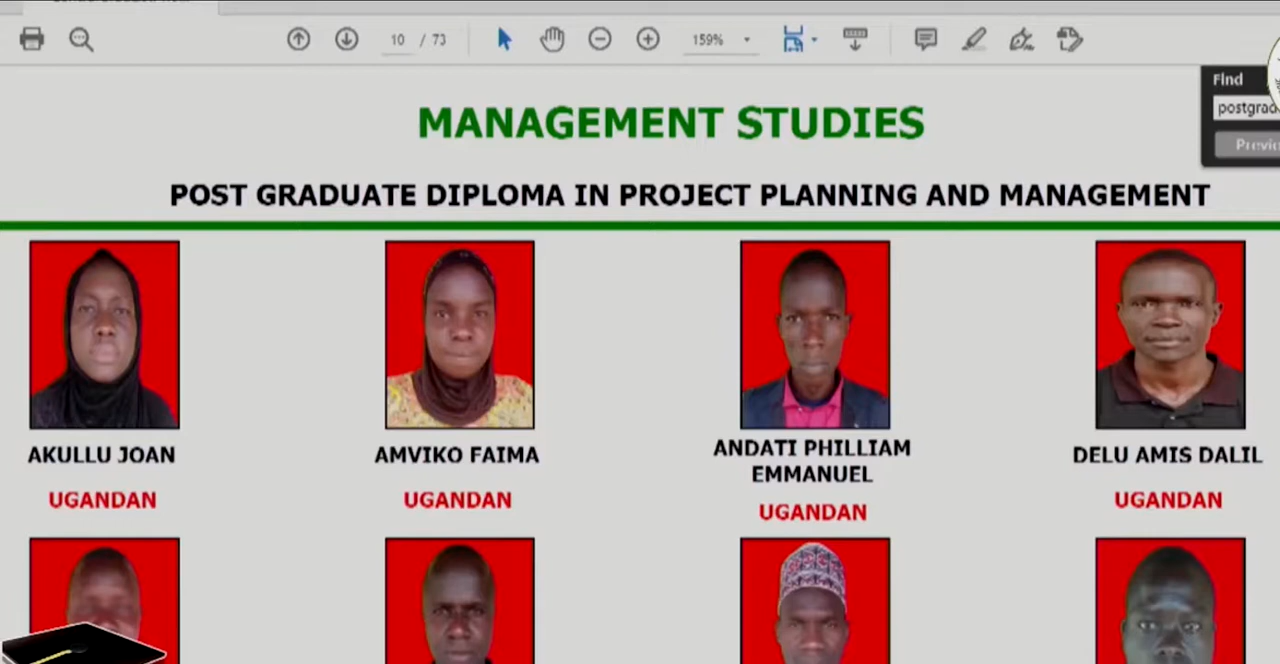 10 / 73
159%
Find
MANAGEMENT STUDIES
POST GRADUATE DIPLOMA IN PROJECT PLANNING AND MANAGEMENT
AKULLU JOAN
AMVIKO FAIMA
ANDATI PHILLIAM
EMMANUEL
DELU AMIS DALIL
UGANDAN
UGANDAN
UGANDAN
UGANDAN